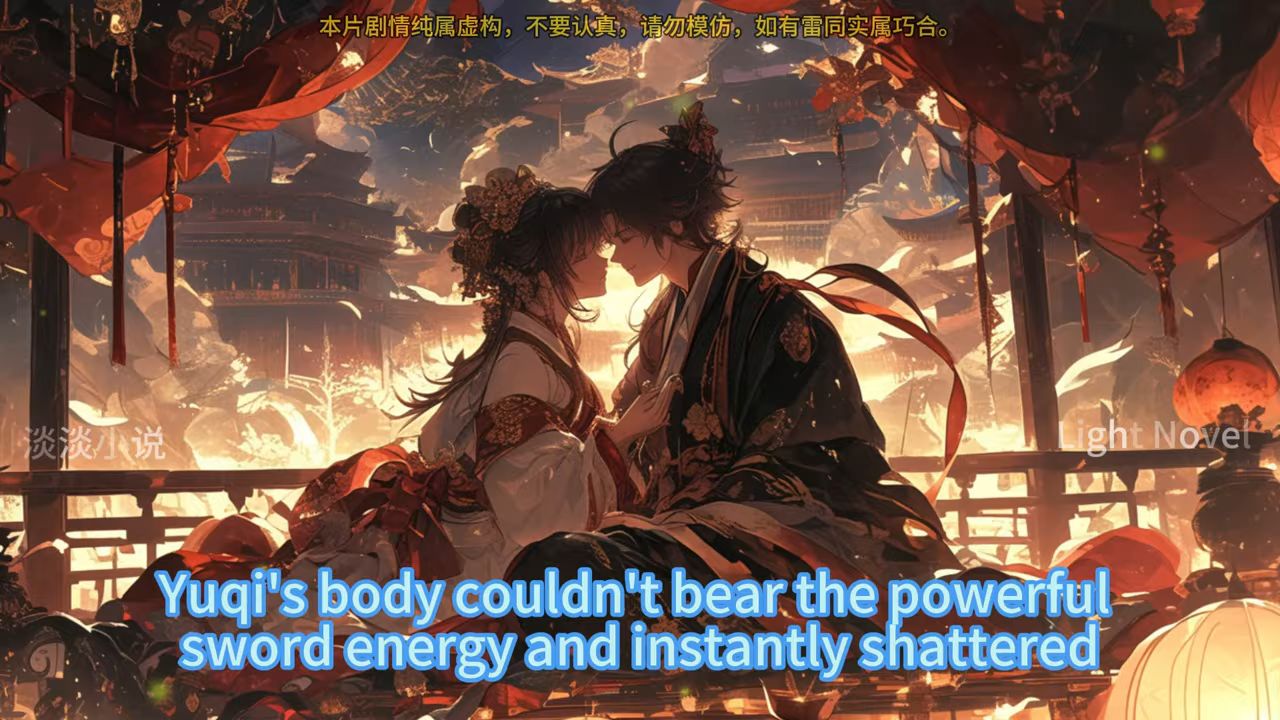 本片剧情纯属虚构，不要认真，请勿模仿，如有雷同实属巧合。
淡淡小说
Light Novel
Yuqi's body couldn't bear the powerful
sword energy and instantly shattered